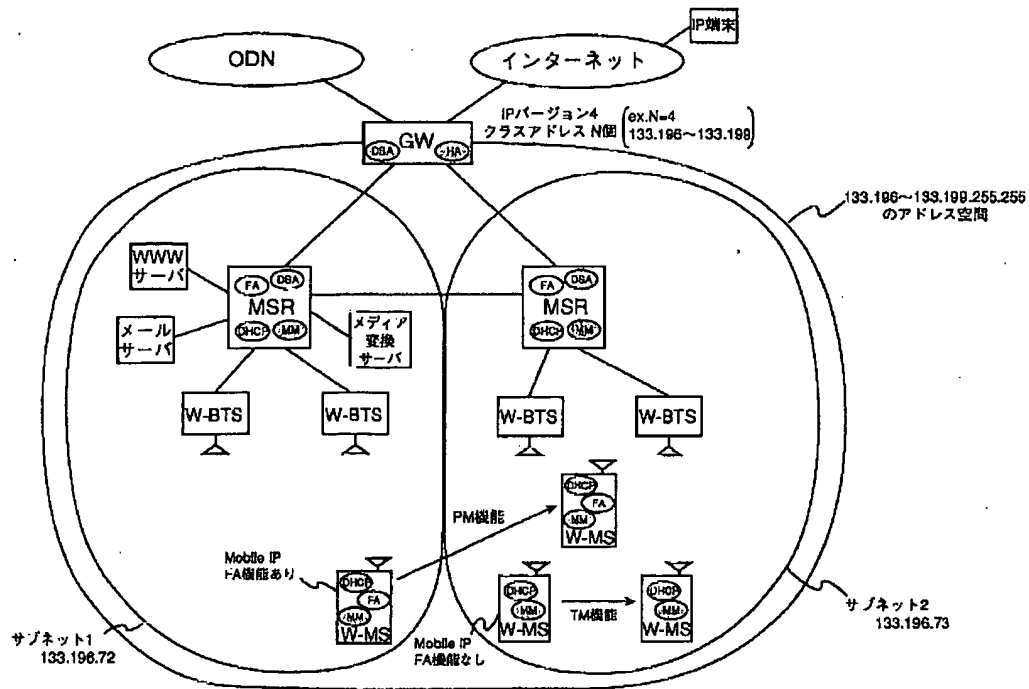 IP端末
ODN
インターネット
IPバージョン4
クラスアドレス N個
ex.N=4
133.196〜133.199
GW
DSA
HA
133.196〜133.199.255.255
のアドレス空間
WWW
サーバ
FA
DSA
MSR
DHCP
MM
メール
サーバ
メディア
変換
サーバ
FA
DSA
MSR
DHCP
MM
W-BTS
W-BTS
W-BTS
W-BTS
DHCP
FA
MM
W-MS
PM機能
Mobile IP
FA機能あり
DHCP
FA
MM
W-MS
DHCP
MM
W-MS
TM機能
DHCP
MM
W-MS
Mobile IP
FA機能なし
サブネット1
133.196.72
サブネット2
133.196.73